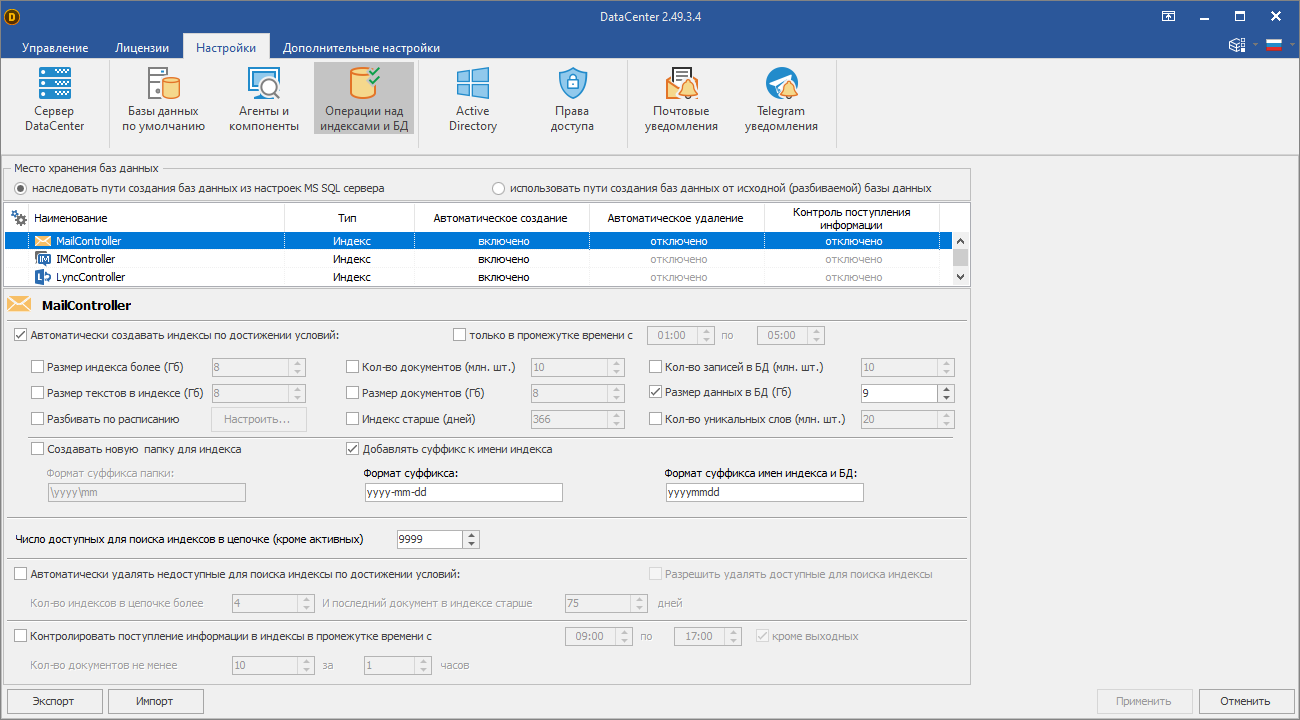 DataCenter 2.49.3.4
Управление Лицензии Настройки Дополнительные настройки
Сервер DataCenter
Базы данных по умолчанию
Агенты и компоненты
Операции над индексами и БД
Active Directory
Права доступа
Почтовые уведомления
Telegram уведомления
Место хранения баз данных
наследовать пути создания баз данных из настроек MS SQL сервера использовать пути создания баз данных от исходной (разбиваемой) базы данных
Наименование Тип Автоматическое создание Автоматическое удаление Контроль поступления информации
MailController Индекс включено отключено отключено
IMController Индекс включено отключено отключено
LyncController Индекс включено отключено отключено
MailController
Автоматически создавать индексы по достижении условий: только в промежутке времени с 01:00 по 05:00
Размер индекса более (Гб) 8 Кол-во документов (млн. шт.) 10 Кол-во записей в БД (млн. шт.) 10
Размер текстов в индексе (Гб) 8 Размер документов (Гб) 8 Размер данных в БД (Гб) 9
Разбивать по расписанию Настроить... Индекс старше (дней) 366 Кол-во уникальных слов (млн. шт.) 20
Создавать новую папку для индекса Добавлять суффикс к имени индекса
Формат суффикса папки: Формат суффикса: Формат суффикса имен индекса и БД:
\yyyy\mm yyyy-mm-dd yyyymmdd
Число доступных для поиска индексов в цепочке (кроме активных) 9999
Автоматически удалять недоступные для поиска индексы по достижении условий: Разрешить удалять доступные для поиска индексы
Кол-во индексов в цепочке более 4 И последний документ в индексе старше 75 дней
Контролировать поступление информации в индексы в промежутке времени с 09:00 по 17:00 кроме выходных
Кол-во документов не менее 10 за 1 часов
Экспорт Импорт Применить Отменить